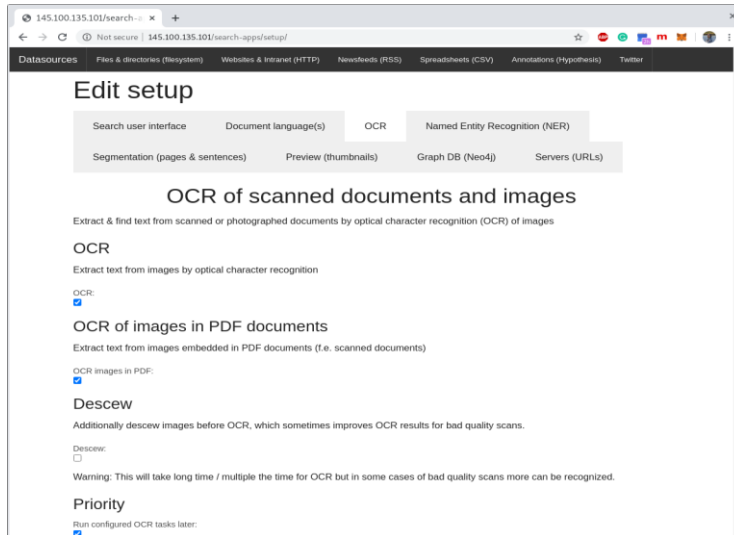 145.100.135.101/search-a
Not secure | 145.100.135.101/search-apps/setup/
Datasources Files & directories (filesystem) Websites & Intranet (HTTP) Newsfeeds (RSS) Spreadsheets (CSV) Annotations (Hypothesis) Twitter
Edit setup
Search user interface Document language(s) OCR Named Entity Recognition (NER)
Segmentation (pages & sentences) Preview (thumbnails) Graph DB (Neo4j) Servers (URLs)
OCR of scanned documents and images
Extract & find text from scanned or photographed documents by optical character recognition (OCR) of images
OCR
Extract text from images by optical character recognition
OCR:
OCR of images in PDF documents
Extract text from images embedded in PDF documents (f.e. scanned documents)
OCR images in PDF:
Descew
Additionally descew images before OCR, which sometimes improves OCR results for bad quality scans.
Descew:
Warning: This will take long time / multiple the time for OCR but in some cases of bad quality scans more can be recognized.
Priority
Run configured OCR tasks later: